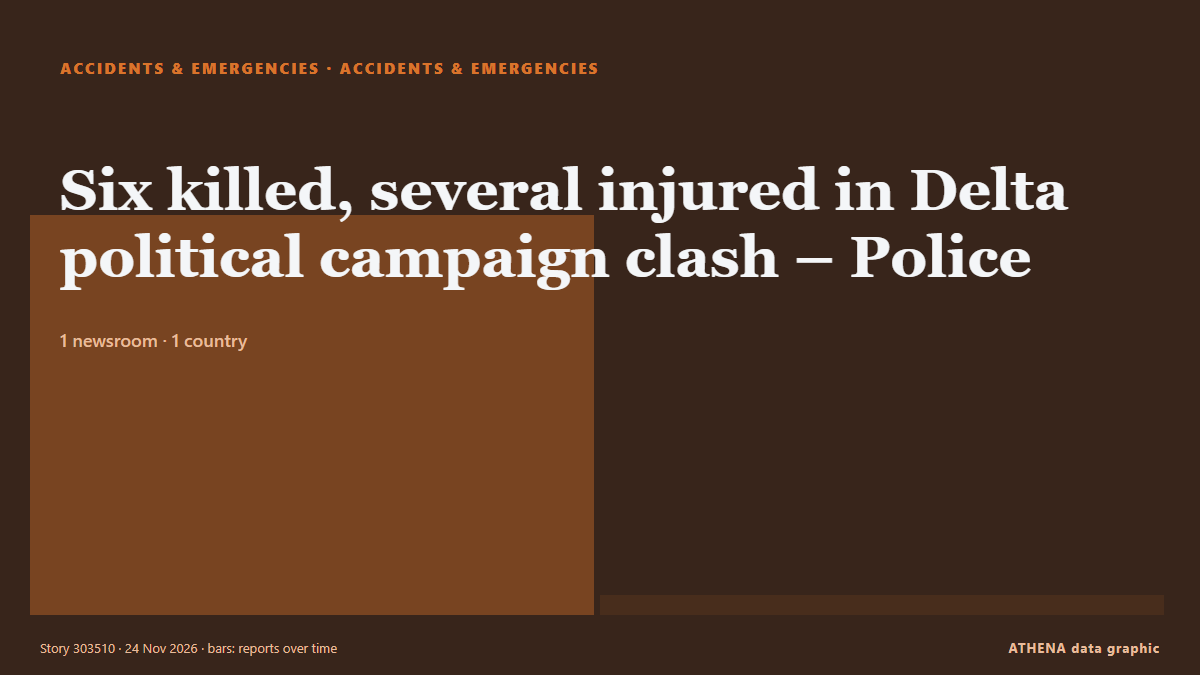 ACCIDENTS & EMERGENCIES · ACCIDENTS & EMERGENCIES
Six killed, several injured in Delta
political campaign clash – Police
1 newsroom · 1 country
Story 303510 · 24 Nov 2026 · bars: reports over time
ATHENA data graphic